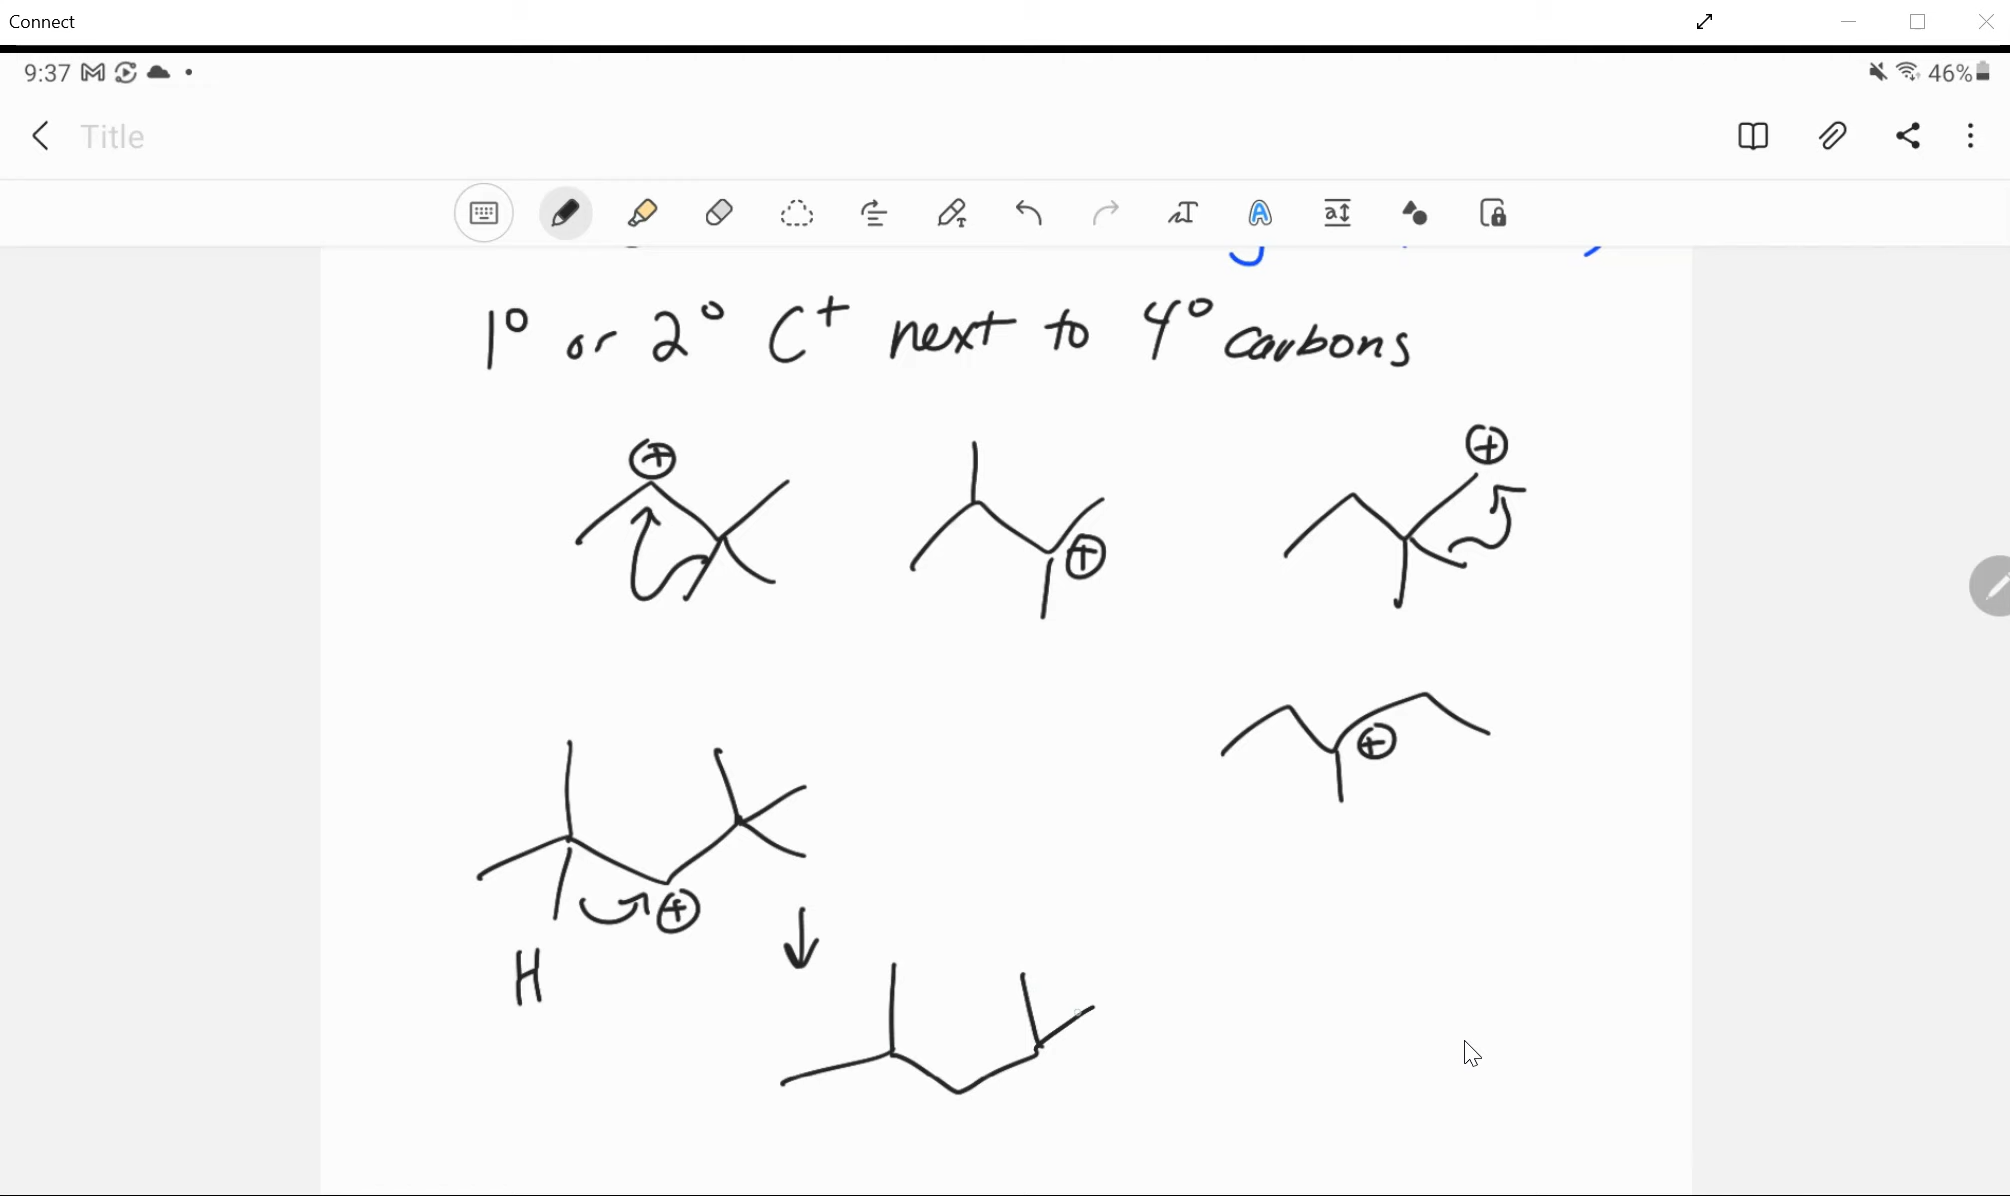 Connect
9:37 46%
Title
1° or 2° C+ next to 4° carbons
+ +
+
+
+
H